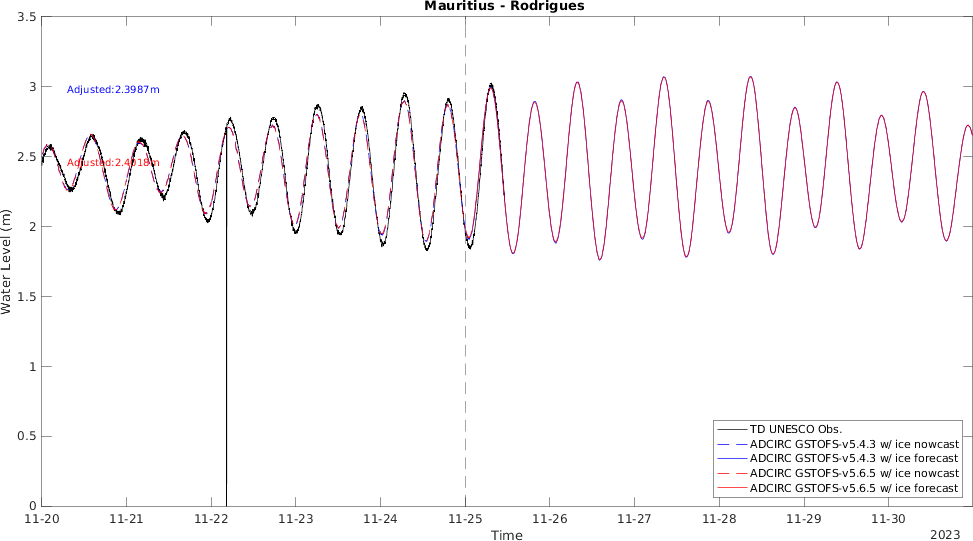 Mauritius - Rodrigues
3.5
3
2.5
2
1.5
1
0.5
0
Water Level (m)
Adjusted:2.3987m
Adjusted:2.4018m
TD UNESCO Obs.
ADCIRC GSTOFS-v5.4.3 w/ ice nowcast
ADCIRC GSTOFS-v5.4.3 w/ ice forecast
ADCIRC GSTOFS-v5.6.5 w/ ice nowcast
ADCIRC GSTOFS-v5.6.5 w/ ice forecast
11-20 11-21 11-22 11-23 11-24 11-25 11-26 11-27 11-28 11-29 11-30
Time
2023